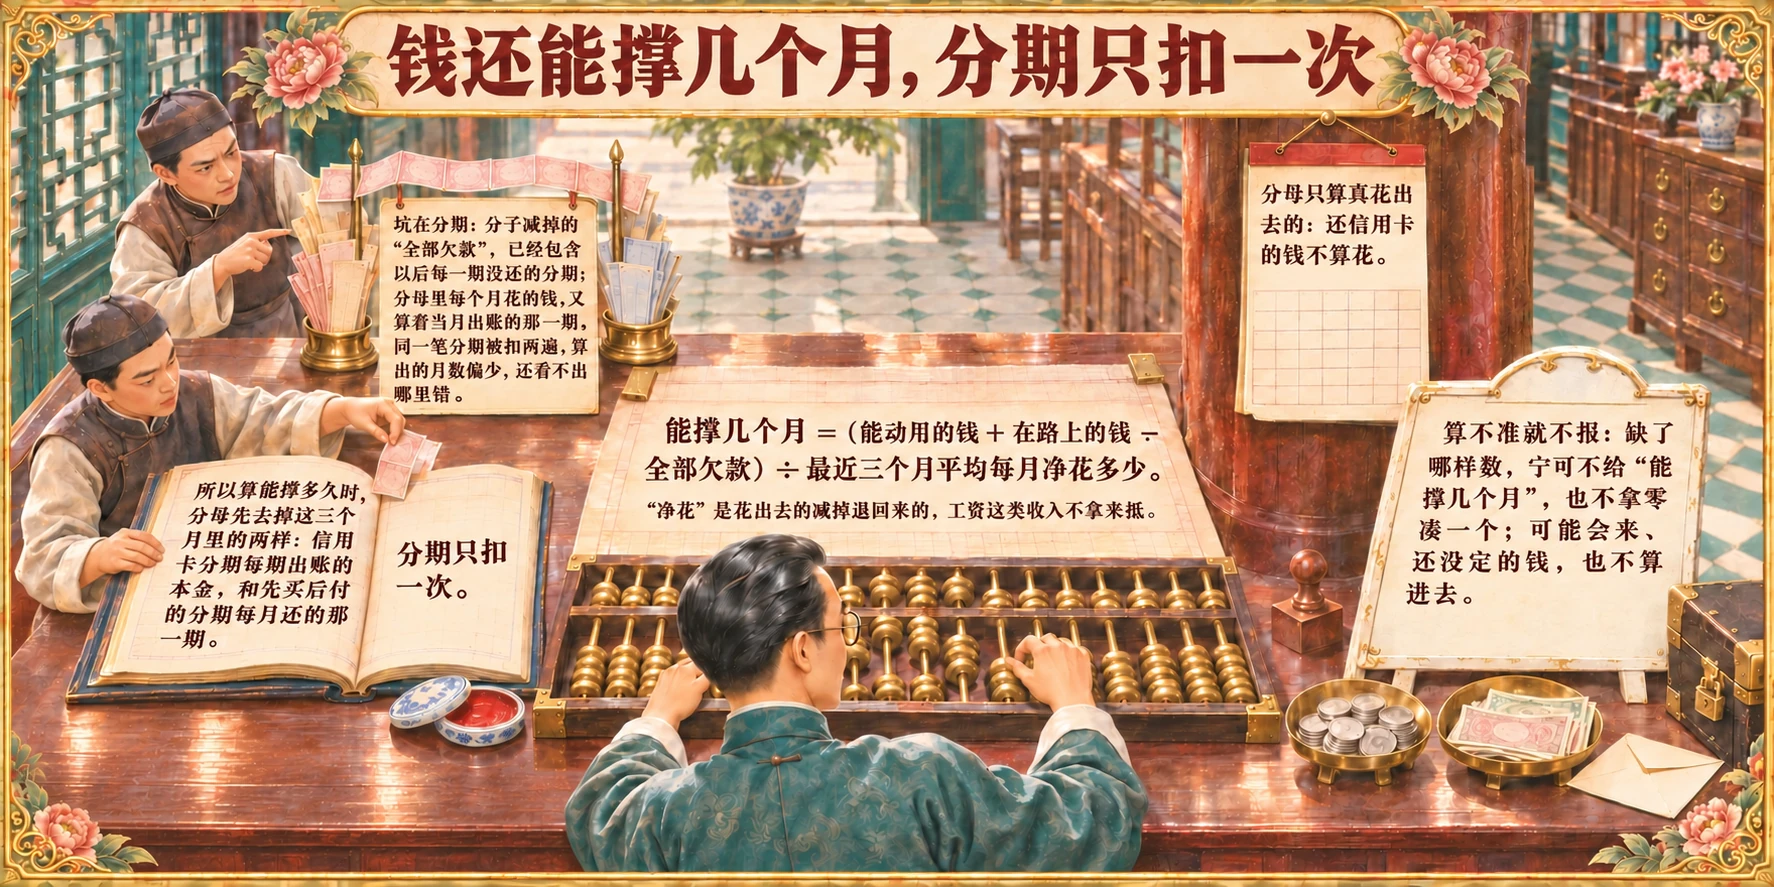 钱还能撑几个月，分期只扣一次
坑在分期：分子减掉的
“全部欠款”，已经包含
以后每一期没还的分期；
分母里每个月花的钱，又
算着当月出账的那一期，
同一笔分期被扣两遍，算
出的月数偏少，还看不出
哪里错。
分母只算真花出
去的：还信用卡
的钱不算花。
能撑几个月 =（能动用的钱 + 在路上的钱 −
全部欠款）÷ 最近三个月平均每月净花多少。
“净花”是花出去的减掉退回来的，工资这类收入不拿来抵。
算不准就不报：缺了
哪样数，宁可不给“能
撑几个月”，也不拿零
凑一个；可能会来、
还没定的钱，也不算
进去。
所以算能撑多久时，
分母先去掉这三个
月里的两样：信用
卡分期每期出账的
本金，和先买后付
的分期每月还的那
一期。
分期只扣
一次。